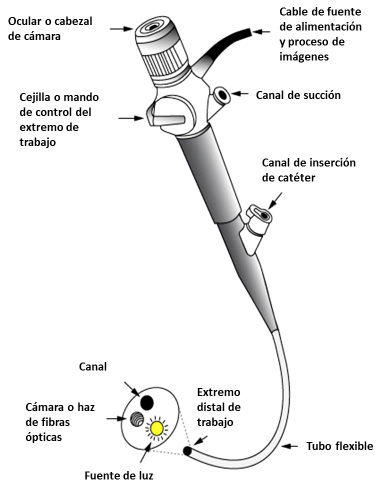 Ocular o cabezal
de cámara
Cable de fuente
de alimentación
y proceso de
imágenes
Cejilla o mando
de control del
extremo de
trabajo
Canal de succión
Canal de inserción
de catéter
Canal
Cámara o haz
de fibras
ópticas
Fuente de luz
Extremo
distal de
trabajo
Tubo flexible